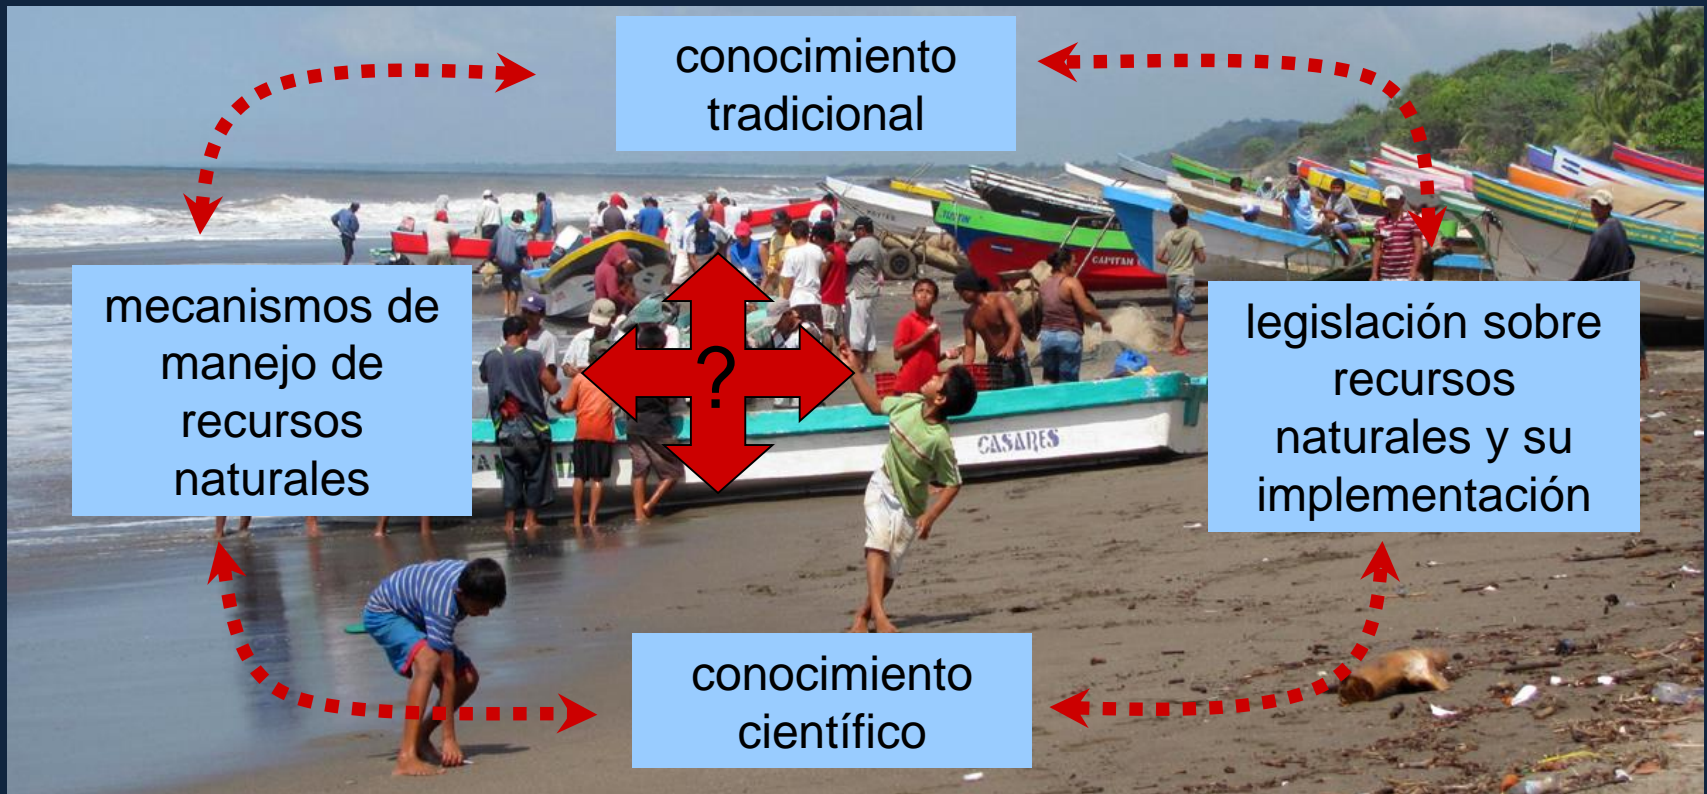 conocimiento
tradicional
mecanismos de
manejo de
recursos
naturales
?
legislación sobre
recursos
naturales y su
implementación
CAPITAN
CASARES
conocimiento
científico